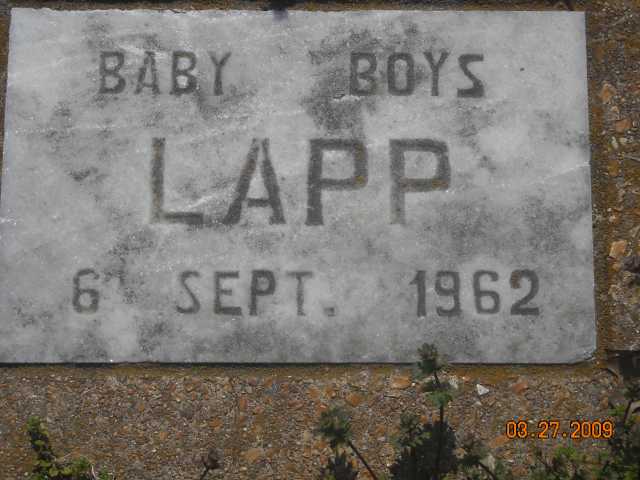 BABY BOYS
LAPP
6 SEPT. 1962
03.27.2009